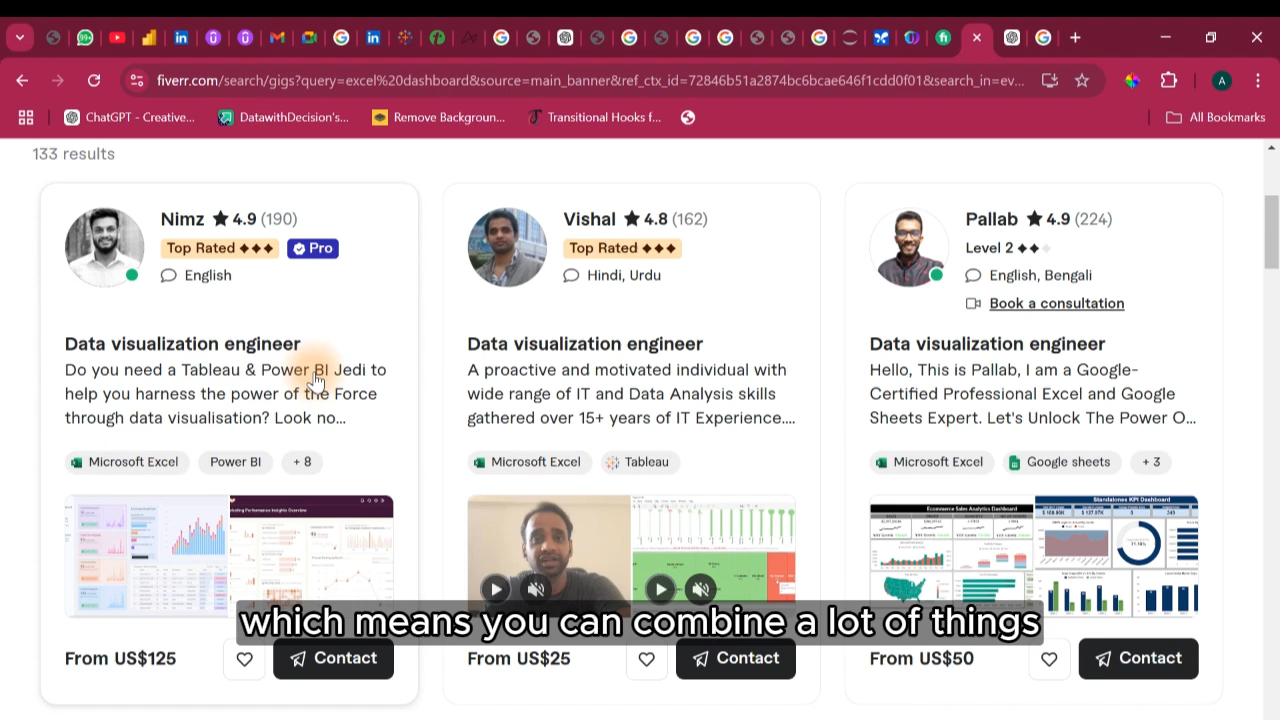 fiverr.com/search/gigs?query=excel%20dashboard&source=main_banner&ref_ctx_id=72846b51a2874bc6bcae646f1cdd0f01&search_in=ev...
A
ChatGPT - Creative...
DatawithDecision's...
Remove Backgroun...
Transitional Hooks f...
All Bookmarks
133 results
Nimz ★ 4.9 (190)
Top Rated ◆◆◆ Pro
English
Data visualization engineer
Do you need a Tableau & Power BI Jedi to
help you harness the power of the Force
through data visualisation? Look no...
Microsoft Excel
Power BI
+ 8
From US$125
Contact
Vishal ★ 4.8 (162)
Top Rated ◆◆◆
Hindi, Urdu
Data visualization engineer
A proactive and motivated individual with
wide range of IT and Data Analysis skills
gathered over 15+ years of IT Experience....
Microsoft Excel
Tableau
From US$25
Contact
Pallab ★ 4.9 (224)
Level 2 ◆◆◆
English, Bengali
Book a consultation
Data visualization engineer
Hello, This is Pallab, I am a Google-
Certified Professional Excel and Google
Sheets Expert. Let's Unlock The Power O...
Microsoft Excel
Google sheets
+ 3
Ecommerce Sales Analytics Dashboard
Standalones KPI Dashboard
From US$50
Contact
which means you can combine a lot of things